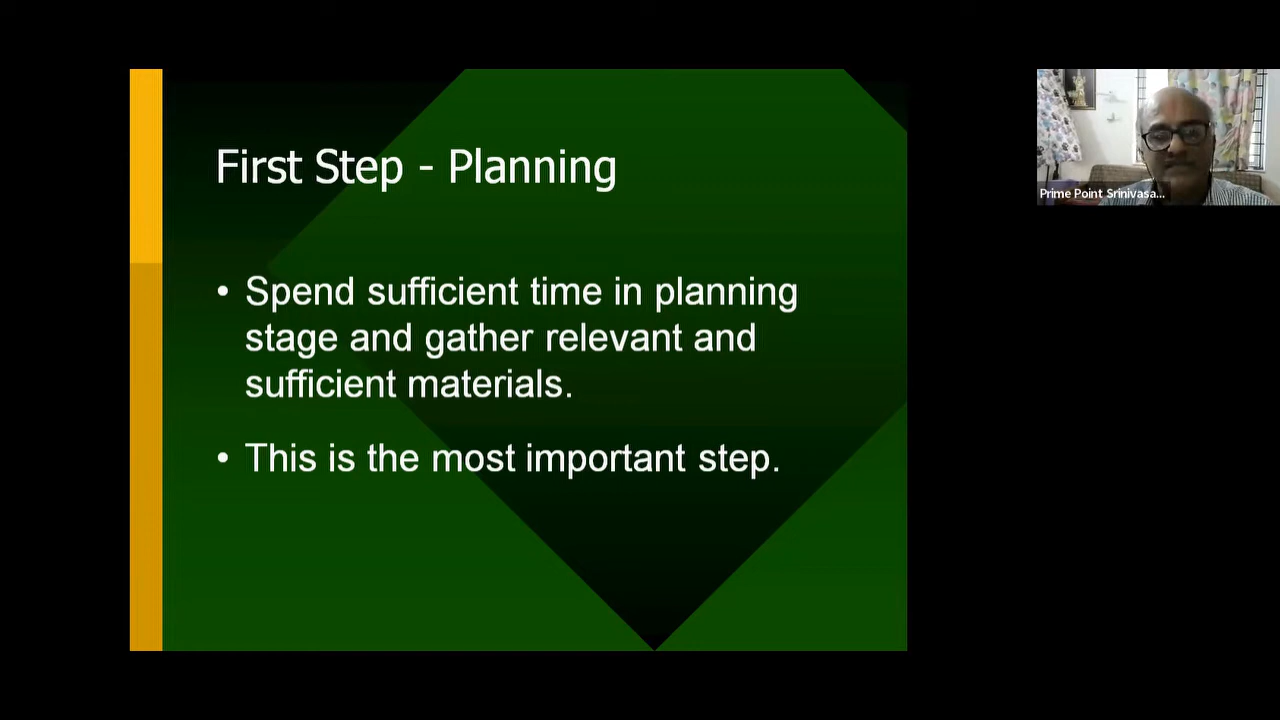 First Step - Planning
• Spend sufficient time in planning
stage and gather relevant and
sufficient materials.
• This is the most important step.
Prime Point Srinivasa...